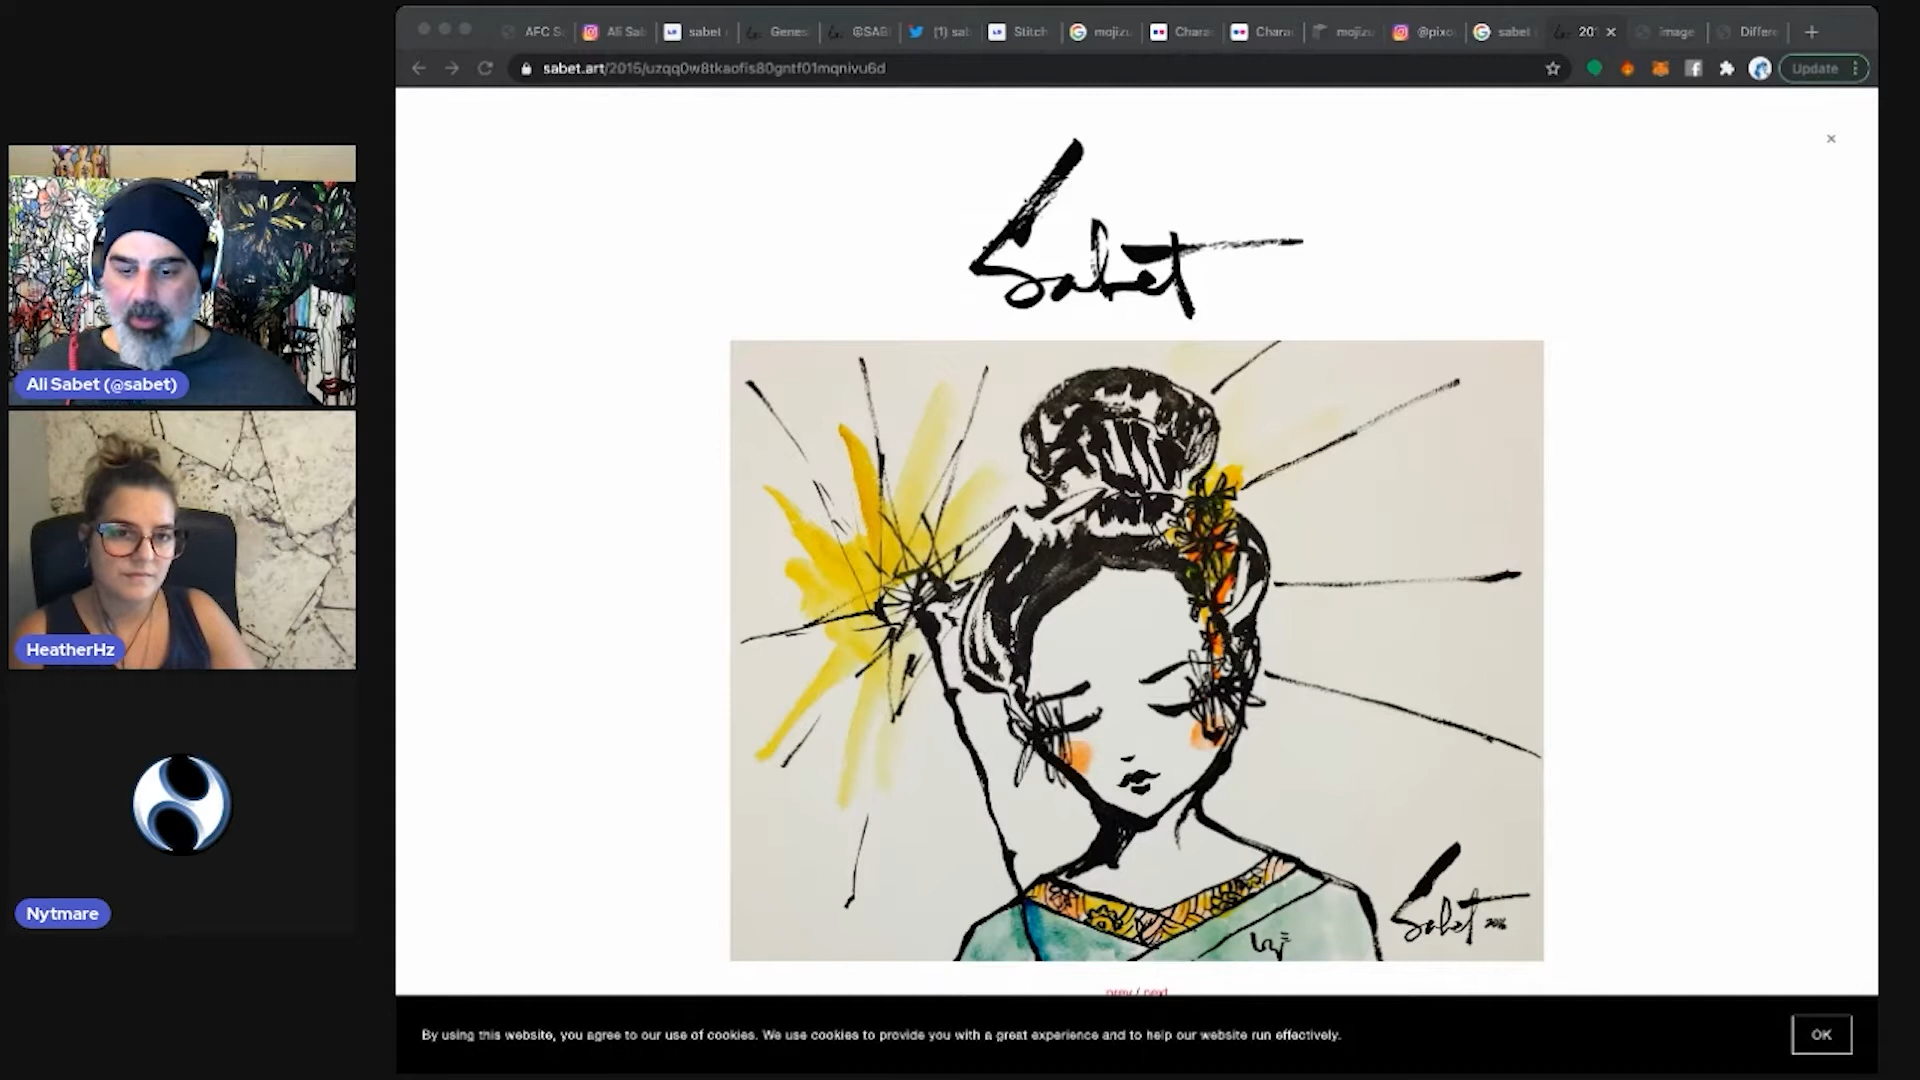 AFC S
Ali Sab
sabet
Genes
@SAB
(1) sab
Stitch
mojizu
Chara
Chara
mojizu
@pixo
sabet
201
image
Differe
sabet.art/2015/uzqq0w8tkaofis80gntf01mqnivu6d
Update
Sabet
Ali Sabet (@sabet)
HeatherHz
Nytmare
Sabet 2016
prev / next
By using this website, you agree to our use of cookies. We use cookies to provide you with a great experience and to help our website run effectively.
OK